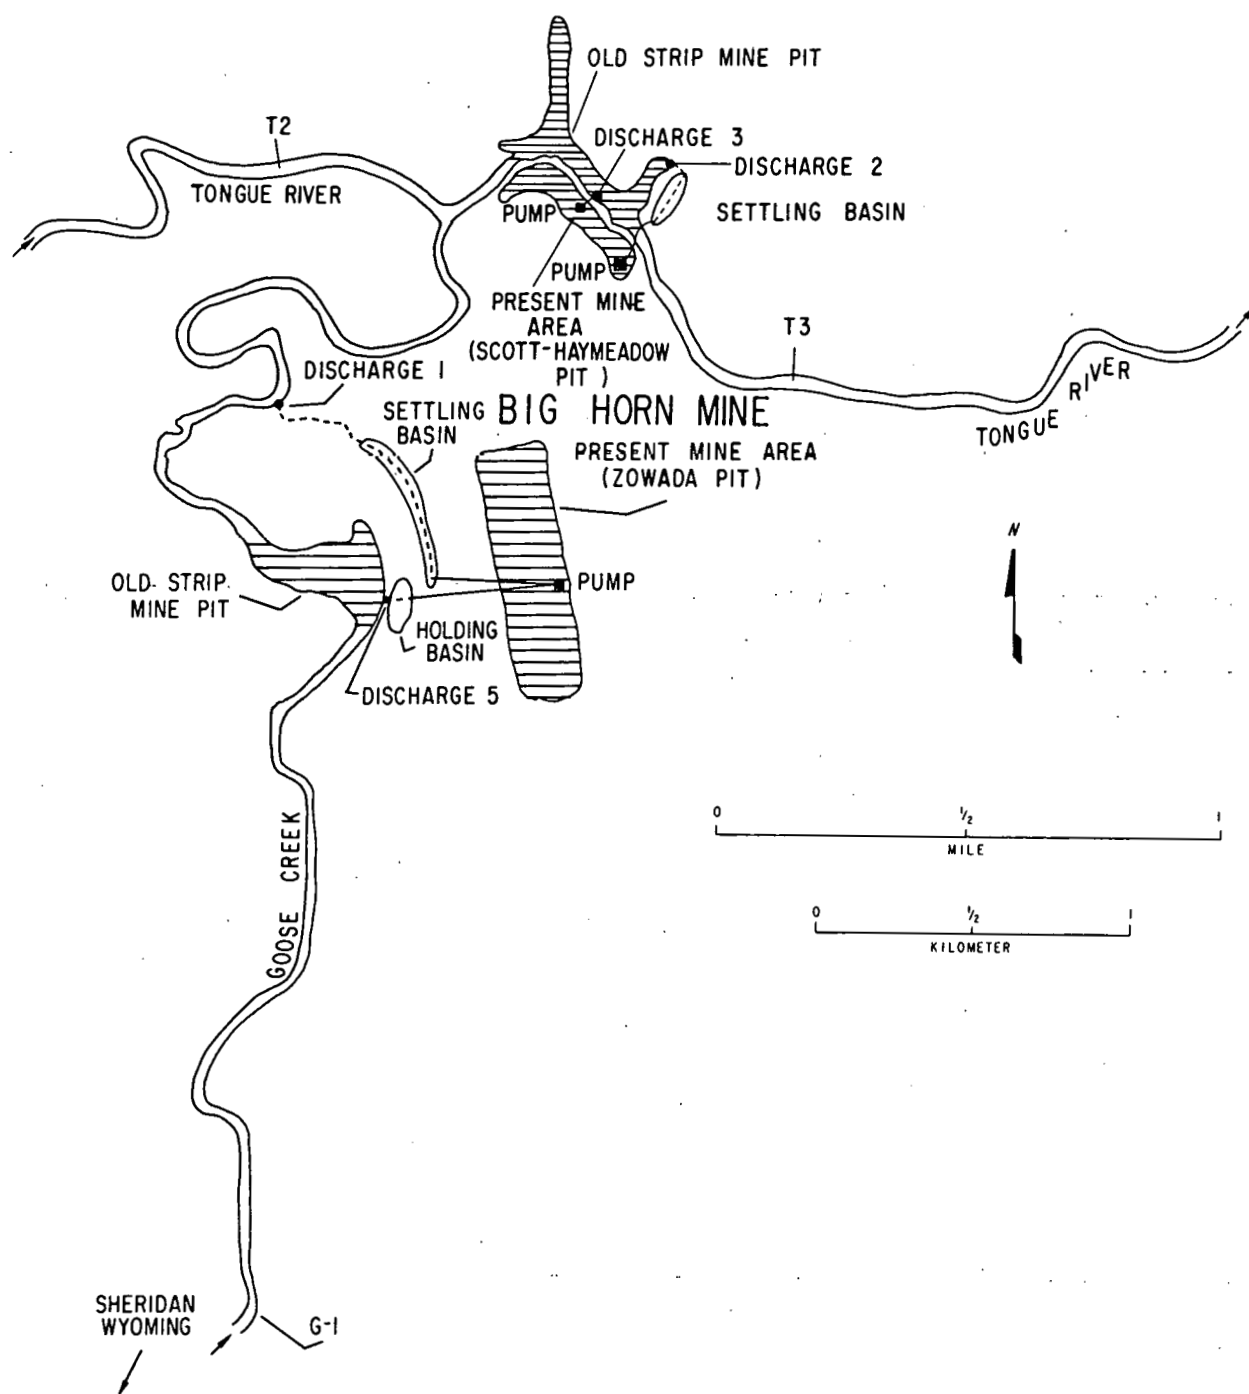 OLD STRIP MINE PIT
T2
DISCHARGE 3
DISCHARGE 2
TONGUE RIVER
PUMP
SETTLING BASIN
PUMP
PRESENT MINE
AREA
(SCOTT-HAYMEADOW
PIT)
T3
TONGUE RIVER
DISCHARGE 1
SETTLING
BASIN
BIG HORN MINE
PRESENT MINE AREA
(ZOWADA PIT)
N
OLD STRIP
MINE PIT
PUMP
HOLDING
BASIN
DISCHARGE 5
0 1/2 1
MILE
GOOSE CREEK
0 1/2 1
KILOMETER
SHERIDAN
WYOMING
G-1